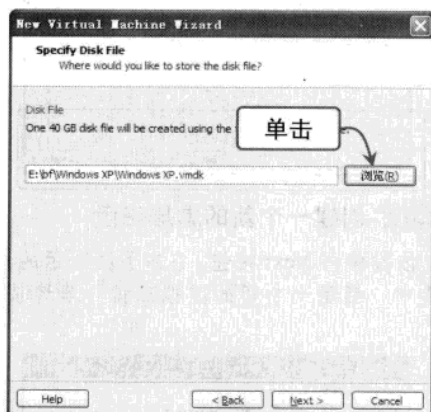 New Virtual Machine Wizard
Specify Disk File
Where would you like to store the disk file?
Disk File
One 40 GB disk file will be created using the
单击
E:\bf\Windows XP\Windows XP.vmdk
浏览(R)
Help
< Back
Next >
Cancel